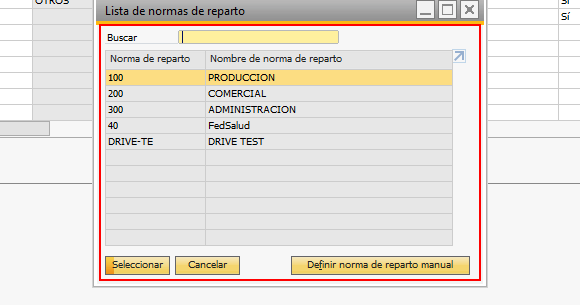 OTROS
Sí
Sí
Lista de normas de reparto
Buscar
Norma de reparto Nombre de norma de reparto
100 PRODUCCION
200 COMERCIAL
300 ADMINISTRACION
40 FedSalud
DRIVE-TE DRIVE TEST
Seleccionar Cancelar Definir norma de reparto manual